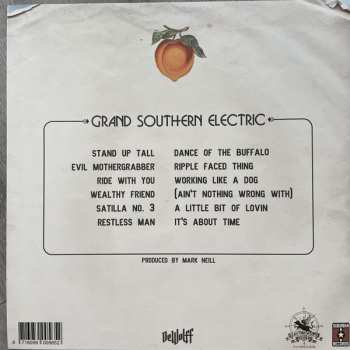 GRAND SOUTHERN ELECTRIC
STAND UP TALL
EVIL MOTHERGRABBER
RIDE WITH YOU
WEALTHY FRIEND
SATILLA NO. 3
RESTLESS MAN
DANCE OF THE BUFFALO
RIPPLE FACED THING
WORKING LIKE A DOG
(AIN'T NOTHING WRONG WITH)
A LITTLE BIT OF LOVIN
IT'S ABOUT TIME
PRODUCED BY MARK NEILL
DeWolff
SUBURBAN
RECORDS